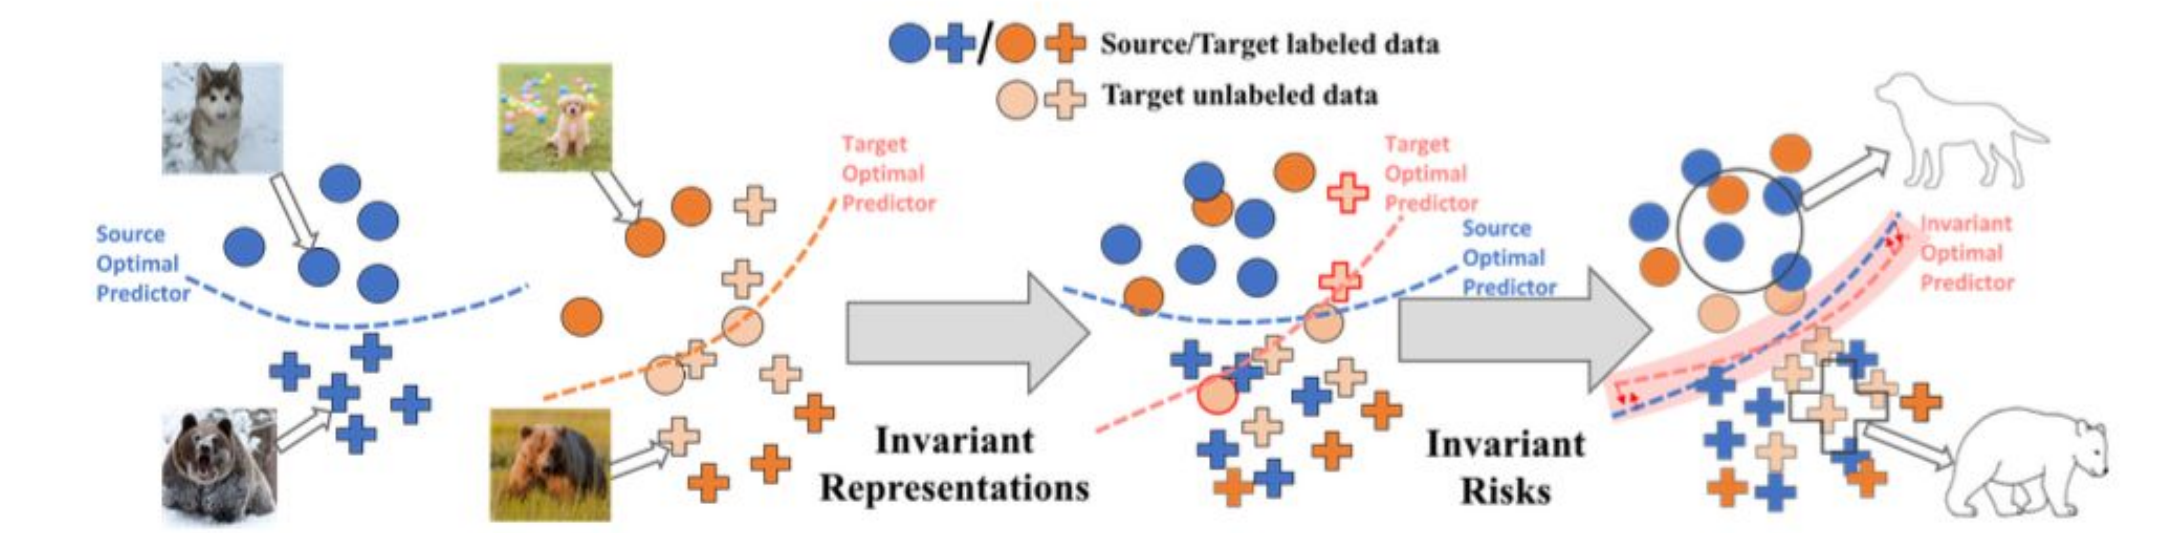 Source/Target labeled data
Target unlabeled data
Source
Optimal
Predictor
Target
Optimal
Predictor
Invariant
Representations
Target
Optimal
Predictor
Source
Optimal
Predictor
Invariant
Risks
Invariant
Optimal
Predictor